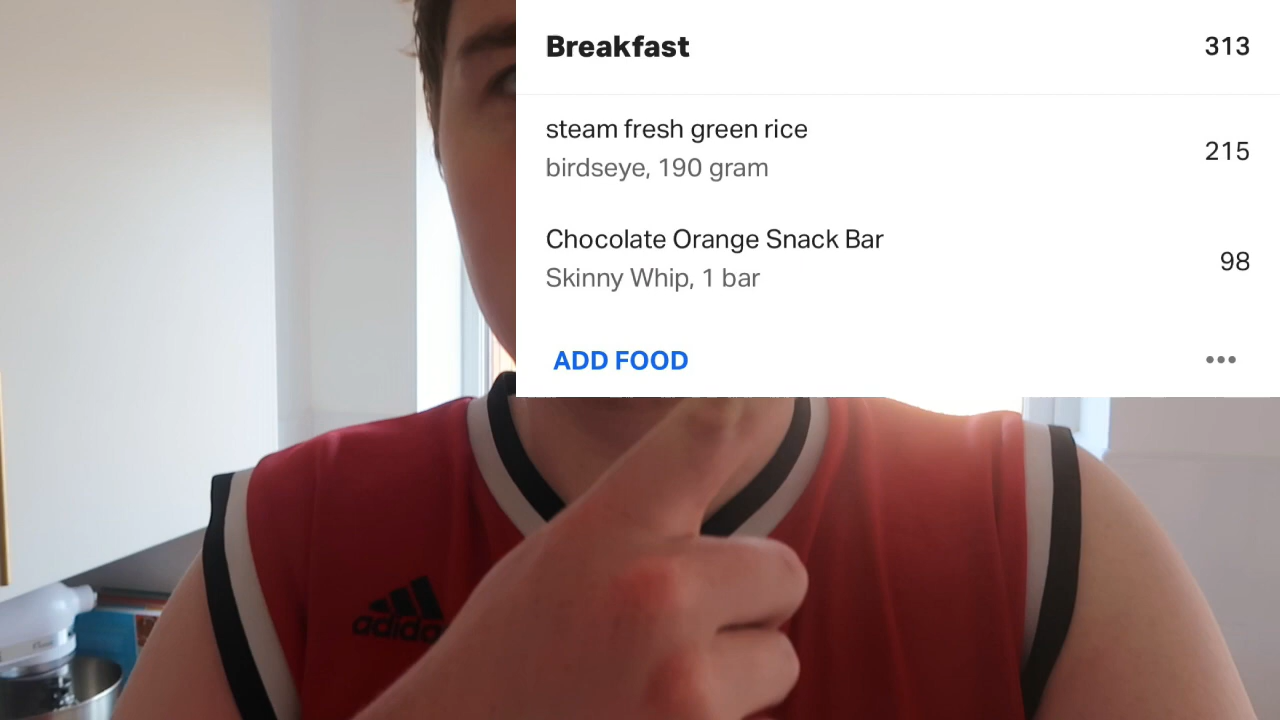 Breakfast 313
steam fresh green rice
birdseye, 190 gram
215
Chocolate Orange Snack Bar
Skinny Whip, 1 bar
98
ADD FOOD
adidas